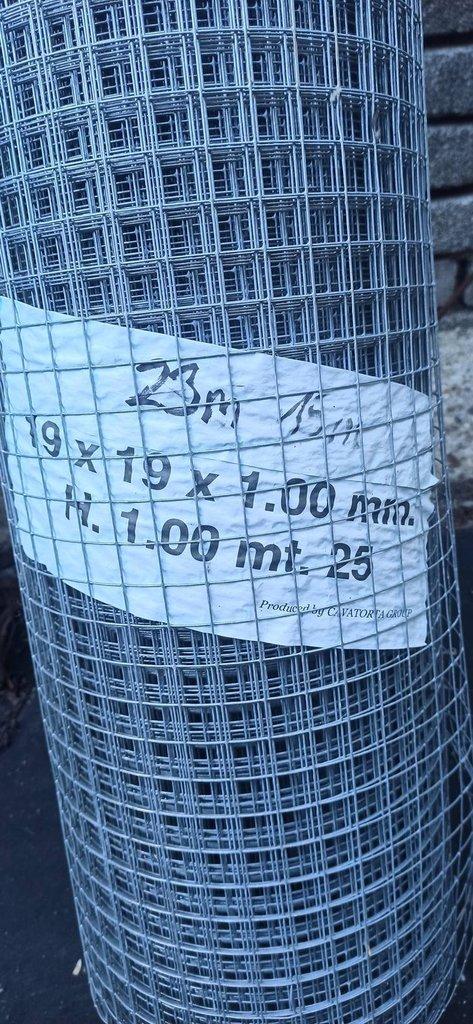 23m 15m
19 x 19 x 1.00 mm.
H. 1.00 mt. 25
Produced by CAVATORTA GROUP